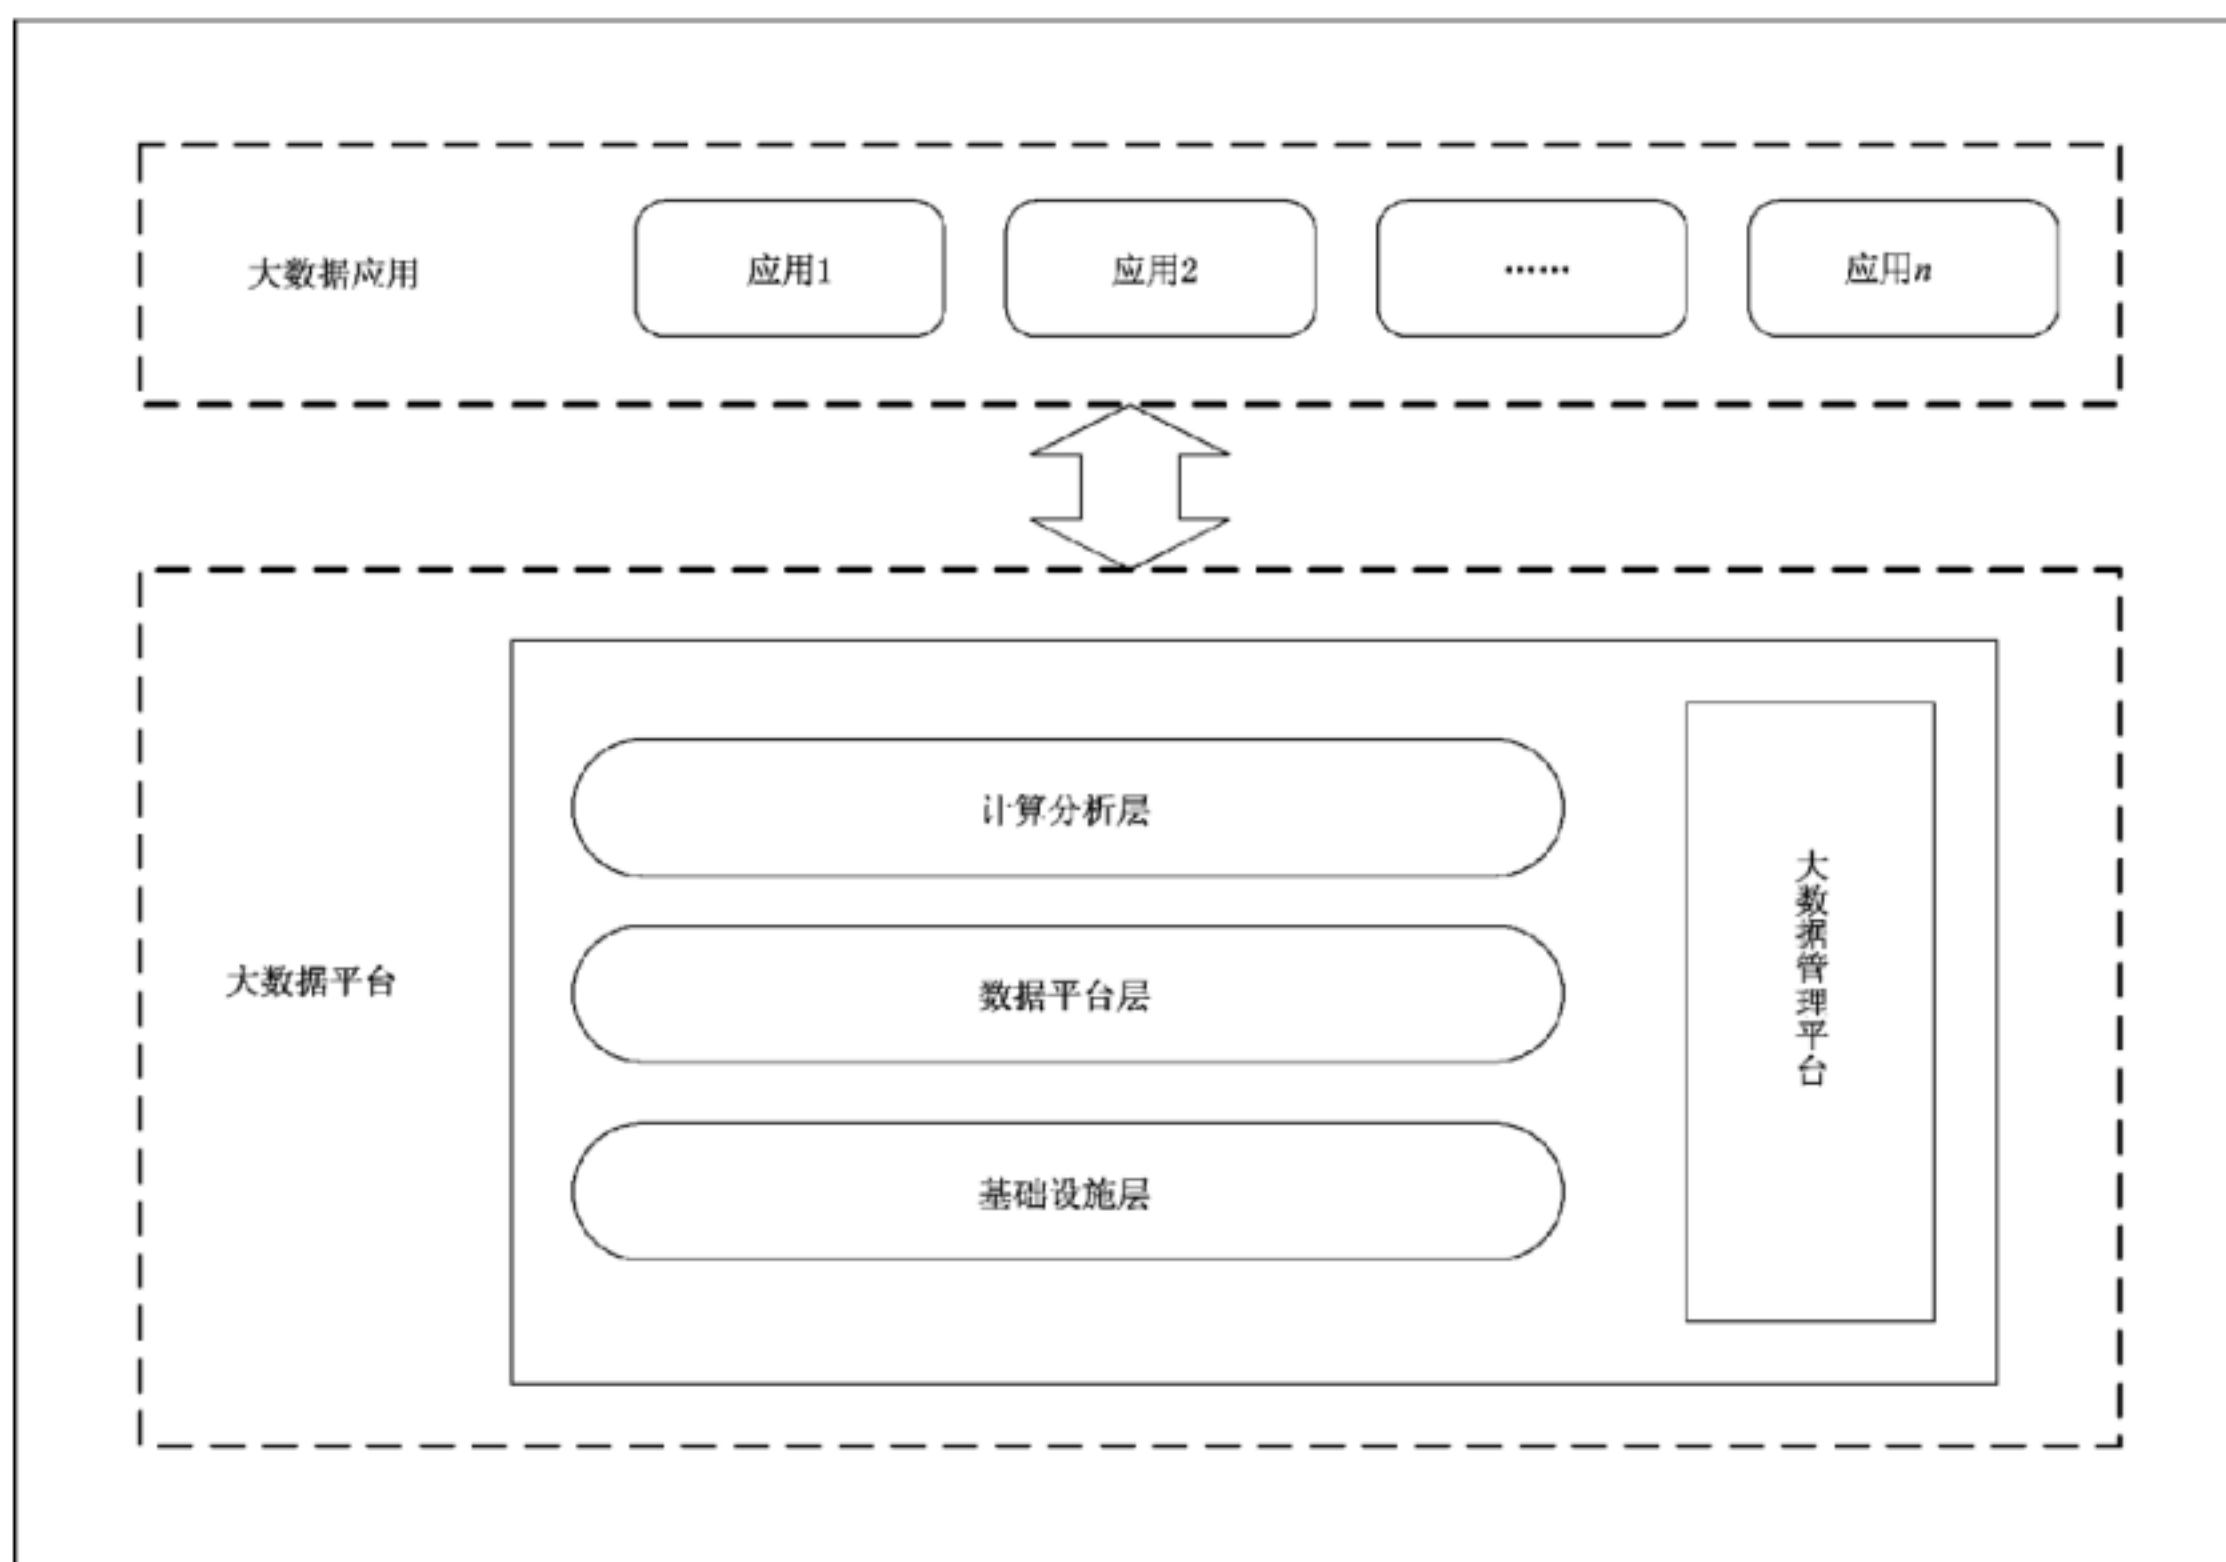 大数据应用
应用1
应用2
……
应用n
大数据平台
计算分析层
数据平台层
基础设施层
大数据管理平台